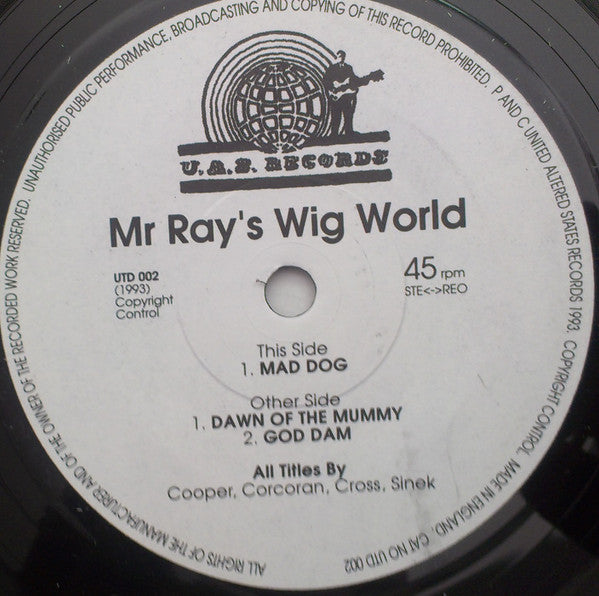 UNAUTHORISED PUBLIC PERFORMANCE, BROADCASTING AND COPYING OF THIS RECORD PROHIBITED. P AND C UNITED ALTERED STATES RECORDS 1993. COPYRIGHT CONTROL. MADE IN ENGLAND. CAT NO UTD 002
ALL RIGHTS OF THE MANUFACTURER AND OF THE OWNER OF THE RECORDED WORK RESERVED.
U.A.S. RECORDS
Mr Ray's Wig World
UTD 002
(1993)
Copyright
Control
45 rpm
STE<->REO
This Side
1. MAD DOG
Other Side
1. DAWN OF THE MUMMY
2. GOD DAM
All Titles By
Cooper, Corcoran, Cross, Sinek